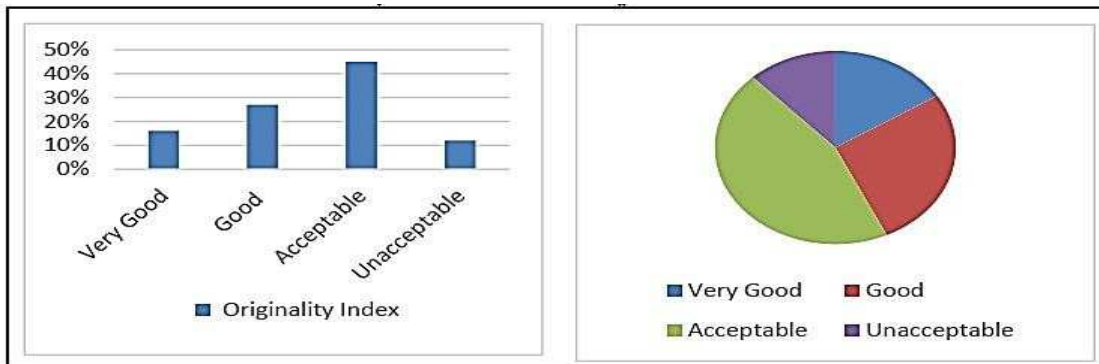 50%
40%
30%
20%
10%
0%
Very Good
Good
Acceptable
Unacceptable
Originality Index
Very Good
Good
Acceptable
Unacceptable